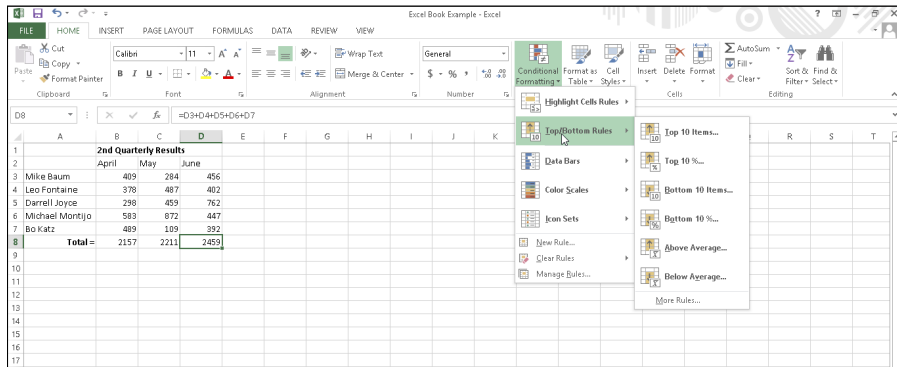 Excel Book Example - Excel
FILE HOME INSERT PAGE LAYOUT FORMULAS DATA REVIEW VIEW
Paste
Cut
Copy
Format Painter
Clipboard
Calibri 11
B I U
Font
Wrap Text
Merge & Center
Alignment
General
$ % ,
Number
Conditional Formatting
Format as Table
Cell Styles
Insert Delete Format
Cells
AutoSum
Fill
Clear
Sort & Filter
Find & Select
Editing
Highlight Cells Rules
Top/Bottom Rules
Data Bars
Color Scales
Icon Sets
New Rule...
Clear Rules
Manage Rules...
Top 10 Items...
Top 10 %...
Bottom 10 Items...
Bottom 10 %...
Above Average...
Below Average...
More Rules...
D8 fx =D3+D4+D5+D6+D7
A B C D E F G H I J K Q R S T
1 2nd Quarterly Results
2 April May June
3 Mike Baum 409 284 456
4 Leo Fontaine 378 487 402
5 Darrell Joyce 298 459 762
6 Michael Montijo 583 872 447
7 Bo Katz 489 109 392
8 Total = 2157 2211 2459
9
10
11
12
13
14
15
16
17